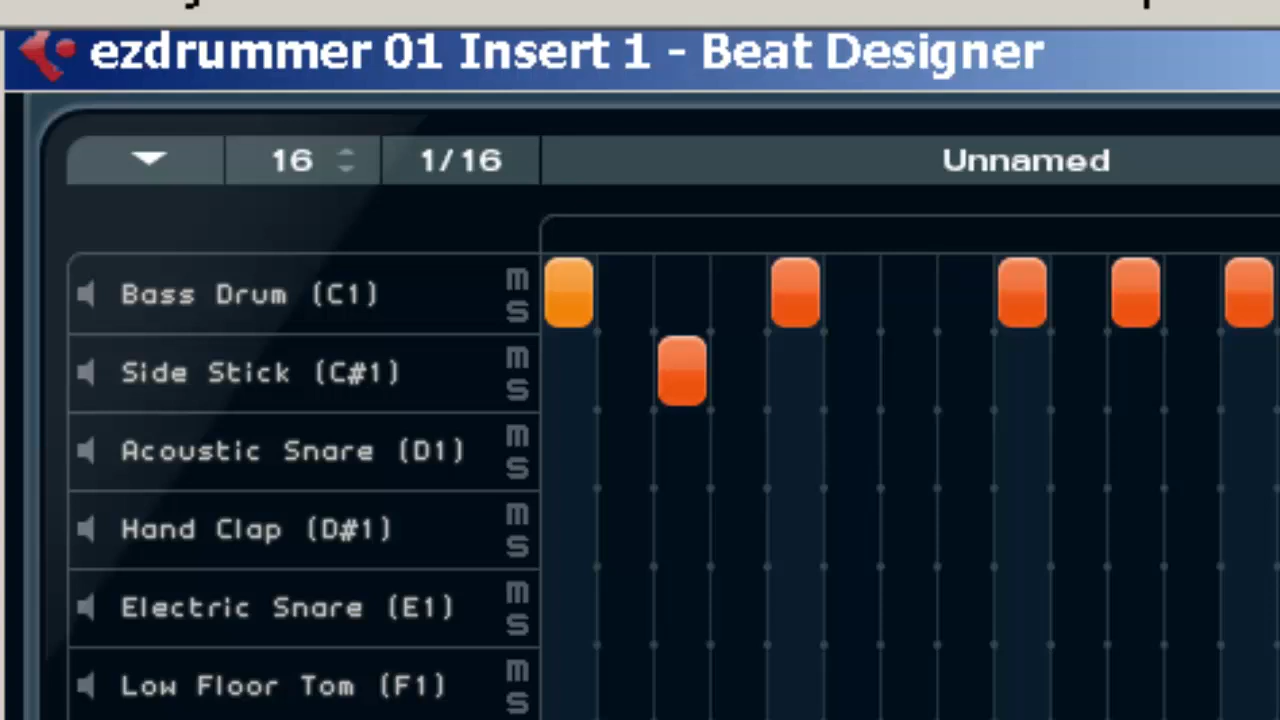 ezdrummer 01 Insert 1 - Beat Designer
16 1/16 Unnamed
Bass Drum (C1) m S
Side Stick (C#1) m S
Acoustic Snare (D1) m S
Hand Clap (D#1) m S
Electric Snare (E1) m S
Low Floor Tom (F1) m S